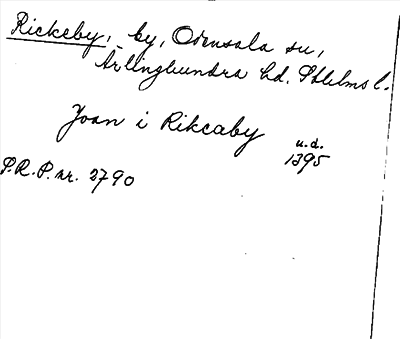 Rickeby, by, Odensala sn,
Ärlinghundra hd. Sthlms l.
Joan i Rikcaby u.d.
1395
S.R.P. nr. 2790